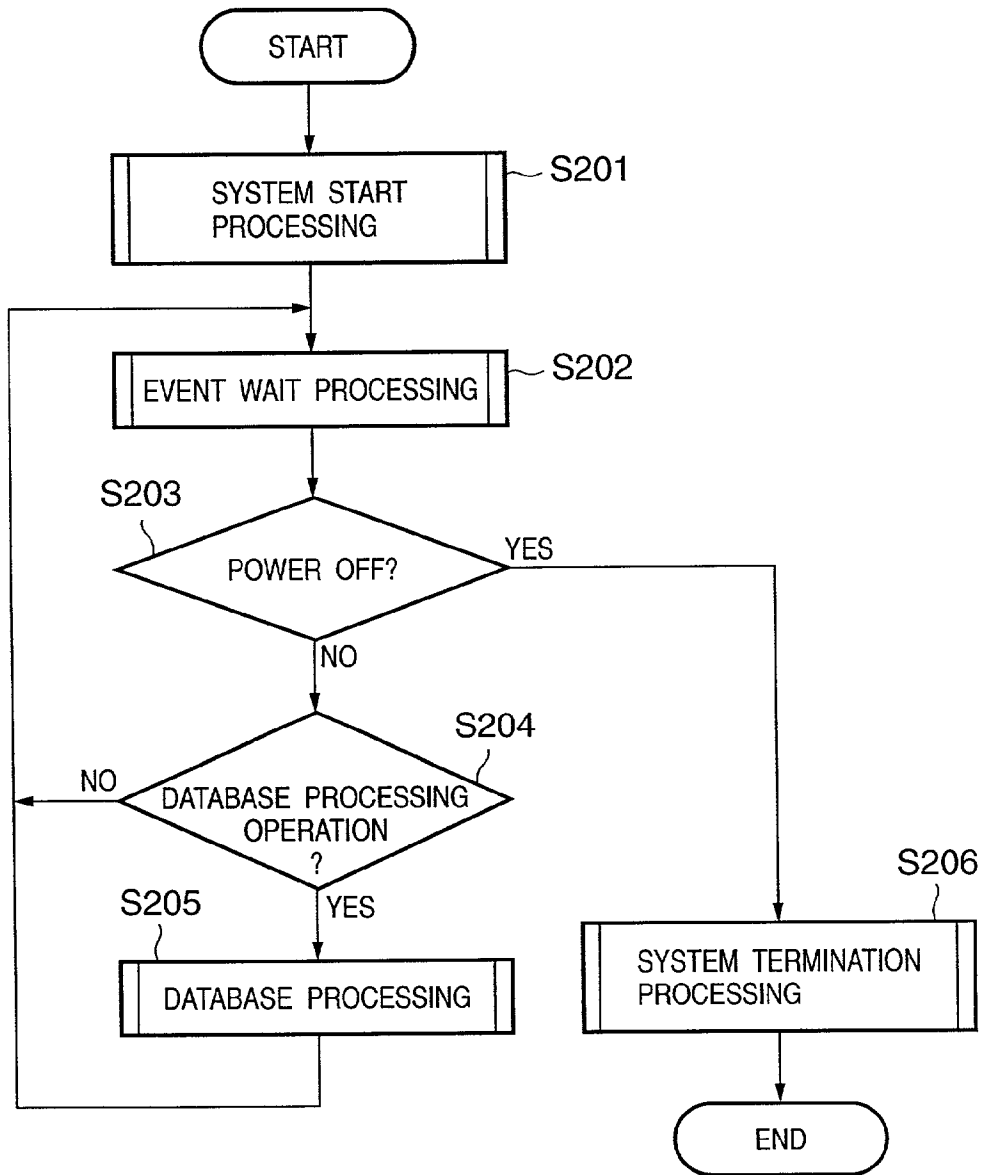 START
SYSTEM START
PROCESSING
S201
EVENT WAIT PROCESSING
S202
S203
POWER OFF?
YES
NO
S204
NO
DATABASE PROCESSING
OPERATION
?
YES
S205
DATABASE PROCESSING
S206
SYSTEM TERMINATION
PROCESSING
END